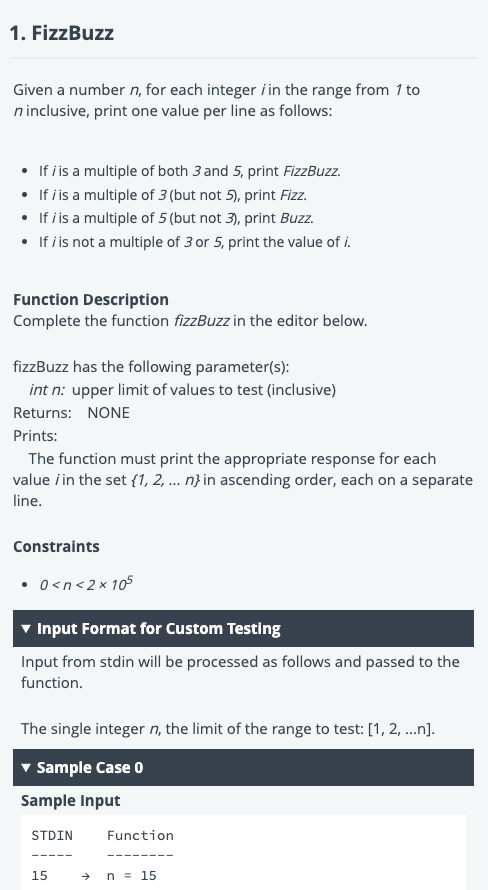 1. FizzBuzz
Given a number n, for each integer i in the range from 1 to
n inclusive, print one value per line as follows:
• If i is a multiple of both 3 and 5, print FizzBuzz.
• If i is a multiple of 3 (but not 5), print Fizz.
• If i is a multiple of 5 (but not 3), print Buzz.
• If i is not a multiple of 3 or 5, print the value of i.
Function Description
Complete the function fizzBuzz in the editor below.
fizzBuzz has the following parameter(s):
int n: upper limit of values to test (inclusive)
Returns: NONE
Prints:
The function must print the appropriate response for each
value i in the set {1, 2, ... n} in ascending order, each on a separate
line.
Constraints
• 0 < n < 2 × 10⁵
▼ Input Format for Custom Testing
Input from stdin will be processed as follows and passed to the
function.
The single integer n, the limit of the range to test: [1, 2, ...n].
▼ Sample Case 0
Sample Input
STDIN Function
----- --------
15 → n = 15